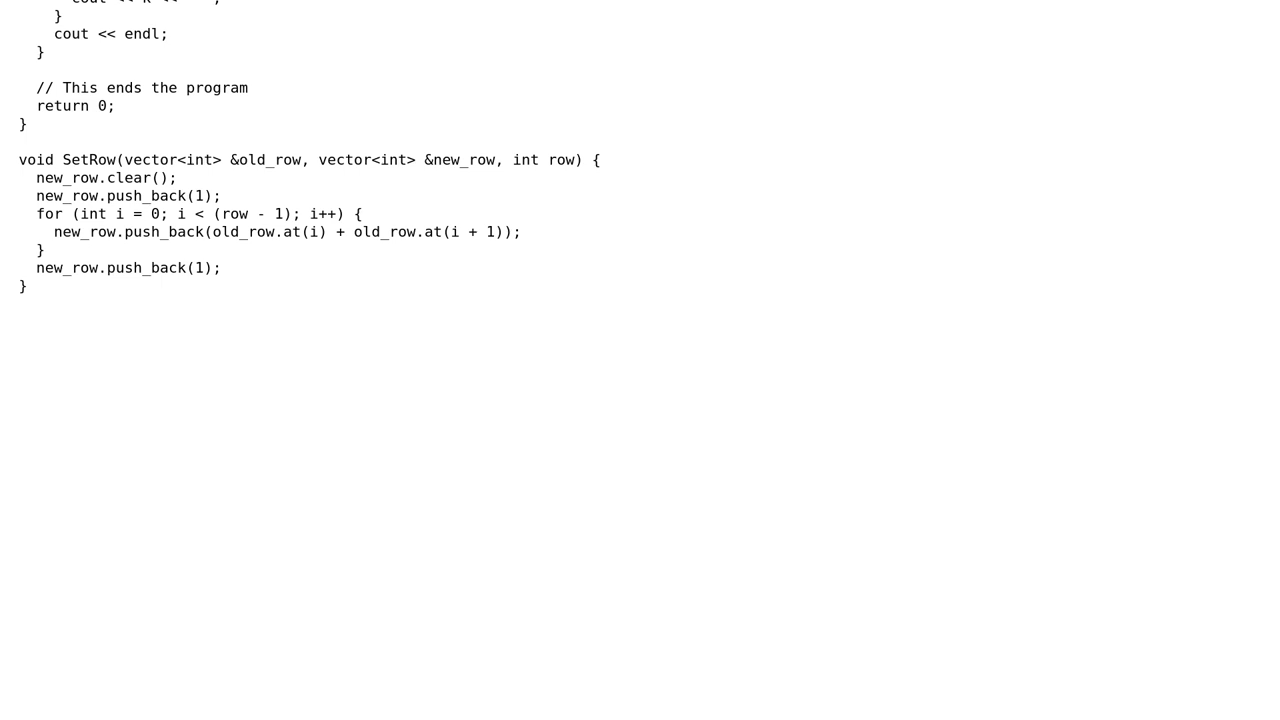 }
    cout << endl;
  }

  // This ends the program
  return 0;
}

void SetRow(vector<int> &old_row, vector<int> &new_row, int row) {
  new_row.clear();
  new_row.push_back(1);
  for (int i = 0; i < (row - 1); i++) {
    new_row.push_back(old_row.at(i) + old_row.at(i + 1));
  }
  new_row.push_back(1);
}